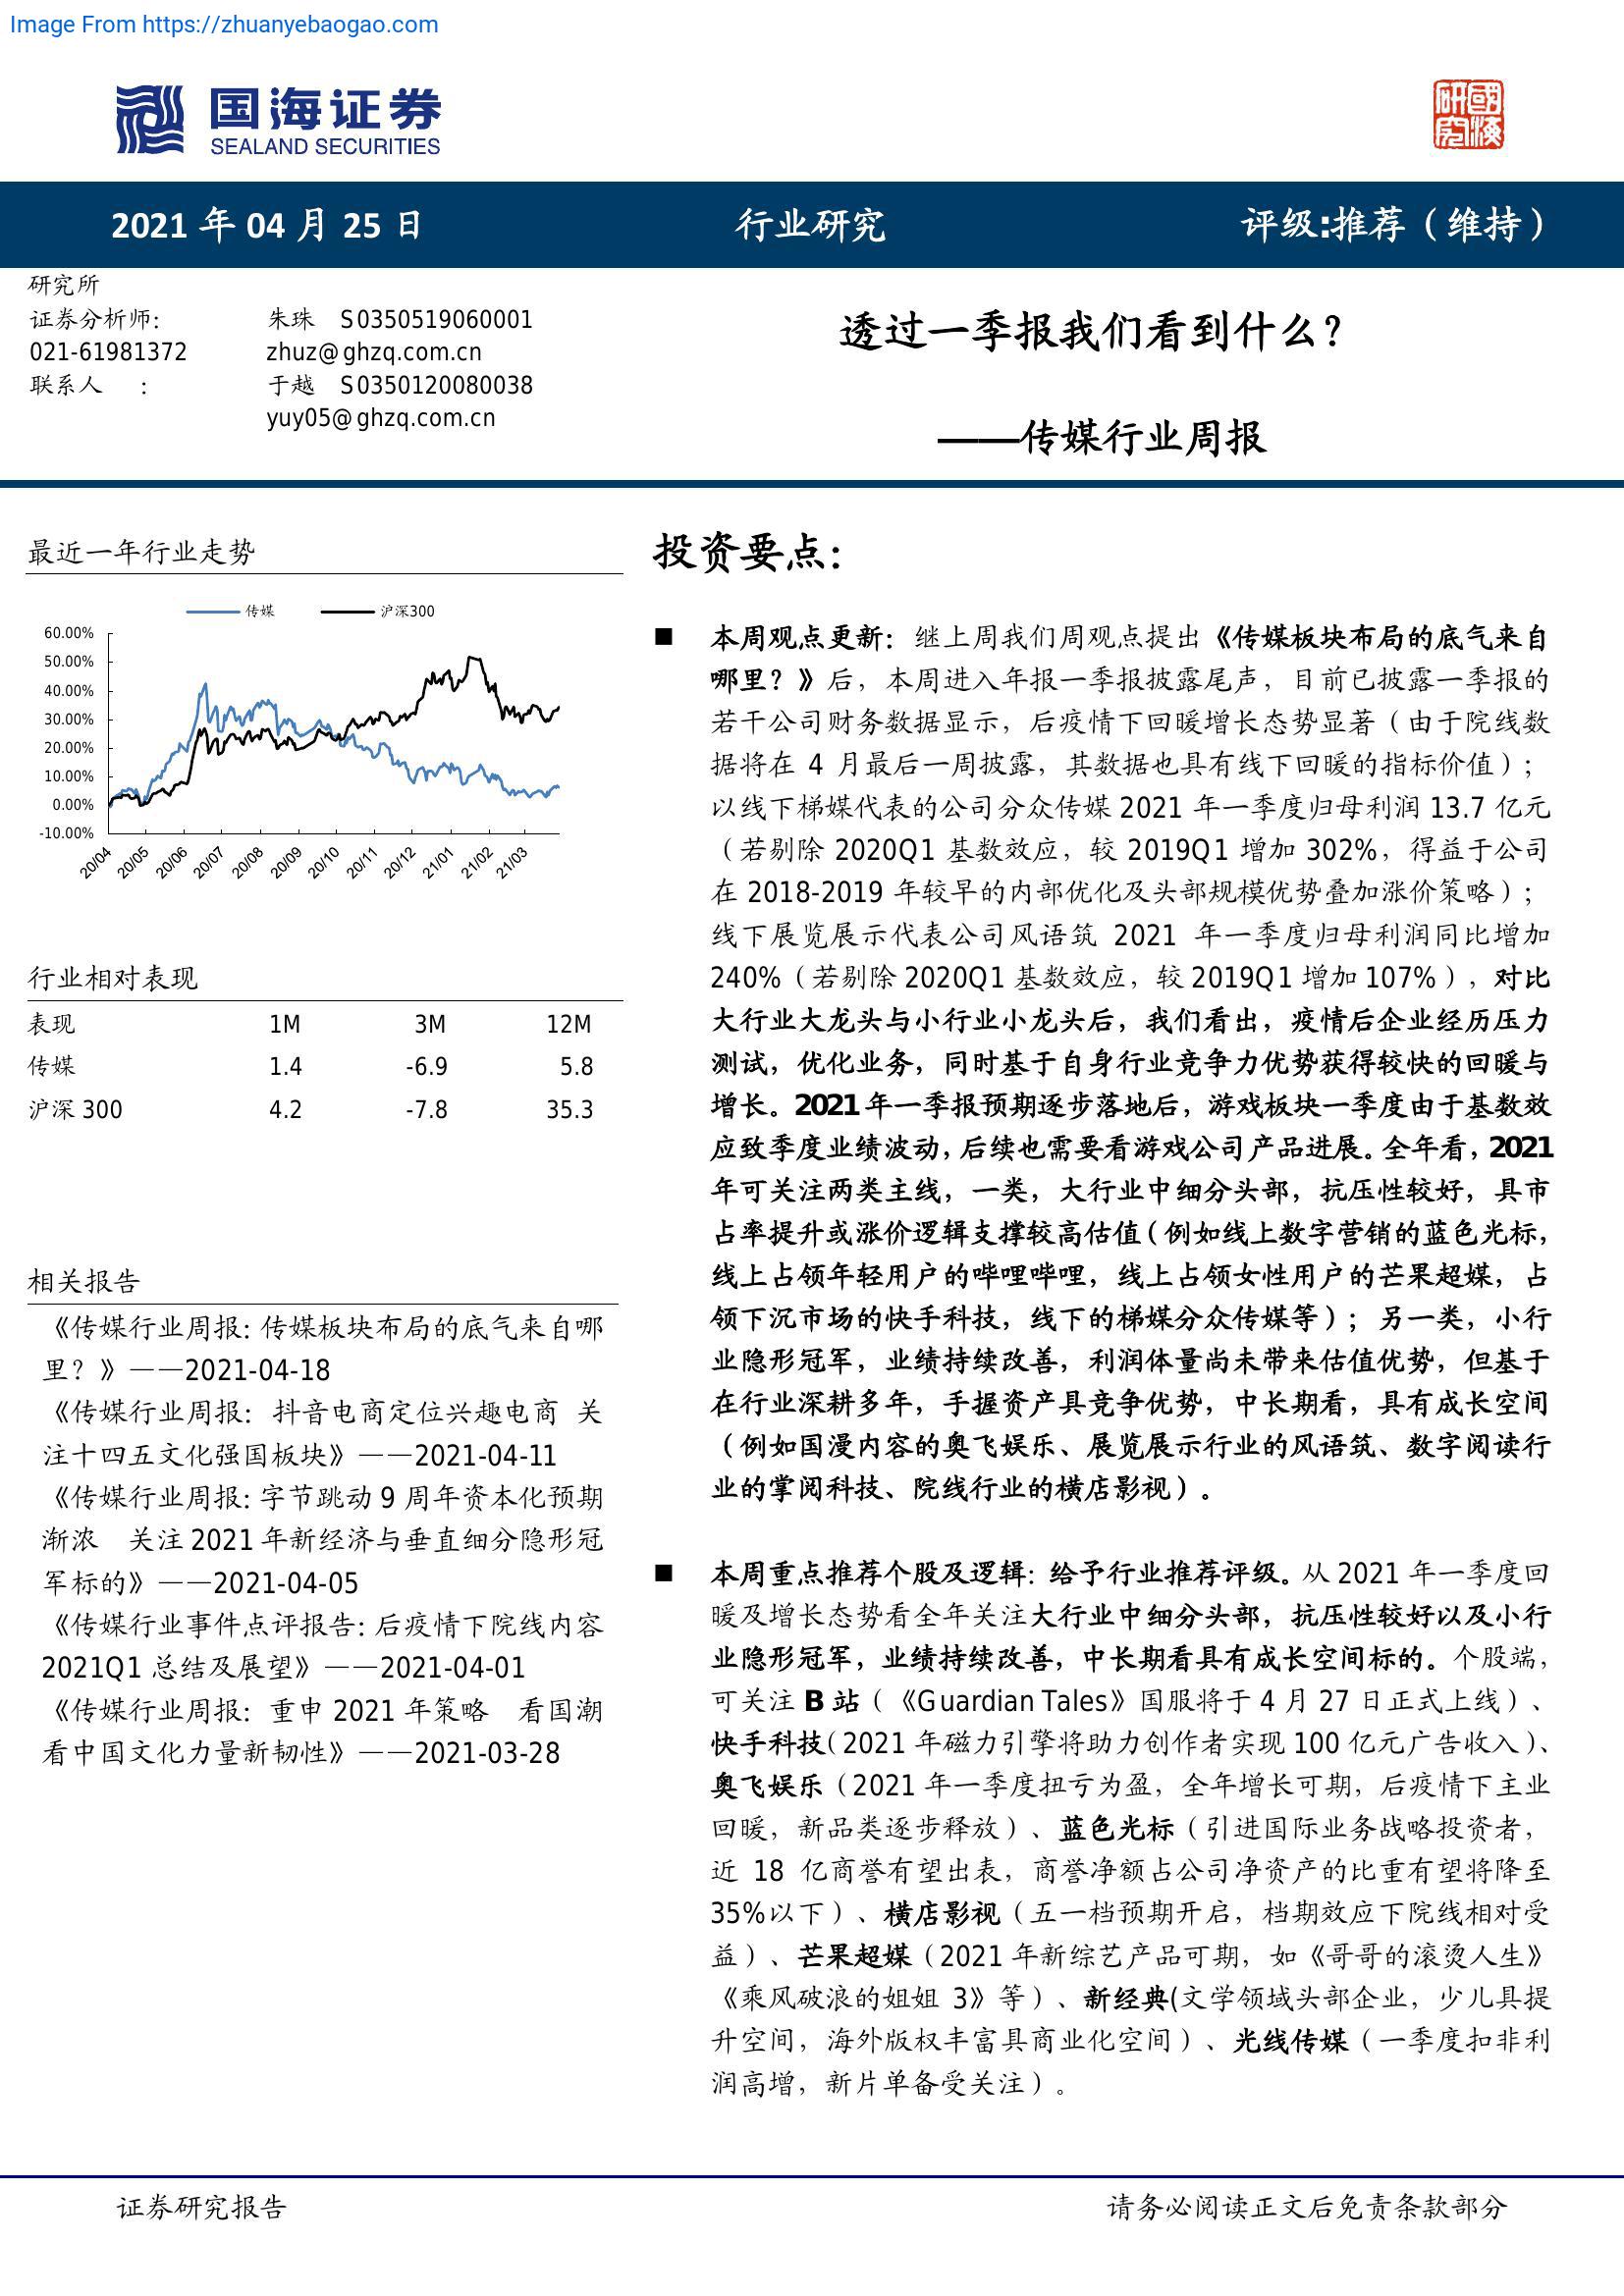 Image From https://zhuanyebaogao.com
国海证券
SEALAND SECURITIES
研究
國海
2021 年 04 月 25 日
行业研究
评级:推荐（维持）
研究所
证券分析师:
朱珠 S0350519060001
021-61981372
zhuz@ghzq.com.cn
联系人 :
于越 S0350120080038
yuy05@ghzq.com.cn
透过一季报我们看到什么？
——传媒行业周报
最近一年行业走势
传媒
沪深300
60.00%
50.00%
40.00%
30.00%
20.00%
10.00%
0.00%
-10.00%
20/04
20/05
20/06
20/07
20/08
20/09
20/10
20/11
20/12
21/01
21/02
21/03
行业相对表现
表现 1M 3M 12M
传媒 1.4 -6.9 5.8
沪深 300 4.2 -7.8 35.3
相关报告
《传媒行业周报: 传媒板块布局的底气来自哪
里？》——2021-04-18
《传媒行业周报: 抖音电商定位兴趣电商 关
注十四五文化强国板块》——2021-04-11
《传媒行业周报: 字节跳动 9 周年资本化预期
渐浓 关注 2021 年新经济与垂直细分隐形冠
军标的》——2021-04-05
《传媒行业事件点评报告: 后疫情下院线内容
2021Q1 总结及展望》——2021-04-01
《传媒行业周报: 重申 2021 年策略 看国潮
看中国文化力量新韧性》——2021-03-28
投资要点：
■ 本周观点更新：继上周我们周观点提出《传媒板块布局的底气来自
哪里？》后，本周进入年报一季报披露尾声，目前已披露一季报的
若干公司财务数据显示，后疫情下回暖增长态势显著（由于院线数
据将在 4 月最后一周披露，其数据也具有线下回暖的指标价值）；
以线下梯媒代表的公司分众传媒 2021 年一季度归母利润 13.7 亿元
（若剔除 2020Q1 基数效应，较 2019Q1 增加 302%，得益于公司
在 2018-2019 年较早的内部优化及头部规模优势叠加涨价策略）；
线下展览展示代表公司风语筑 2021 年一季度归母利润同比增加
240%（若剔除 2020Q1 基数效应，较 2019Q1 增加 107%），对比
大行业大龙头与小行业小龙头后，我们看出，疫情后企业经历压力
测试，优化业务，同时基于自身行业竞争力优势获得较快的回暖与
增长。2021 年一季报预期逐步落地后，游戏板块一季度由于基数效
应致季度业绩波动，后续也需要看游戏公司产品进展。全年看，2021
年可关注两类主线，一类，大行业中细分头部，抗压性较好，具市
占率提升或涨价逻辑支撑较高估值（例如线上数字营销的蓝色光标，
线上占领年轻用户的哔哩哔哩，线上占领女性用户的芒果超媒，占
领下沉市场的快手科技，线下的梯媒分众传媒等）；另一类，小行
业隐形冠军，业绩持续改善，利润体量尚未带来估值优势，但基于
在行业深耕多年，手握资产具竞争优势，中长期看，具有成长空间
（例如国漫内容的奥飞娱乐、展览展示行业的风语筑、数字阅读行
业的掌阅科技、院线行业的横店影视）。
■ 本周重点推荐个股及逻辑：给予行业推荐评级。从 2021 年一季度回
暖及增长态势看全年关注大行业中细分头部，抗压性较好以及小行
业隐形冠军，业绩持续改善，中长期看具有成长空间标的。个股端，
可关注 B 站（《Guardian Tales》国服将于 4 月 27 日正式上线）、
快手科技（2021 年磁力引擎将助力创作者实现 100 亿元广告收入）、
奥飞娱乐（2021 年一季度扭亏为盈，全年增长可期，后疫情下主业
回暖，新品类逐步释放）、蓝色光标（引进国际业务战略投资者，
近 18 亿商誉有望出表，商誉净额占公司净资产的比重有望将降至
35%以下）、横店影视（五一档预期开启，档期效应下院线相对受
益）、芒果超媒（2021 年新综艺产品可期，如《哥哥的滚烫人生》
《乘风破浪的姐姐 3》等）、新经典(文学领域头部企业，少儿具提
升空间，海外版权丰富具商业化空间）、光线传媒（一季度扣非利
润高增，新片单备受关注）。
证券研究报告
请务必阅读正文后免责条款部分